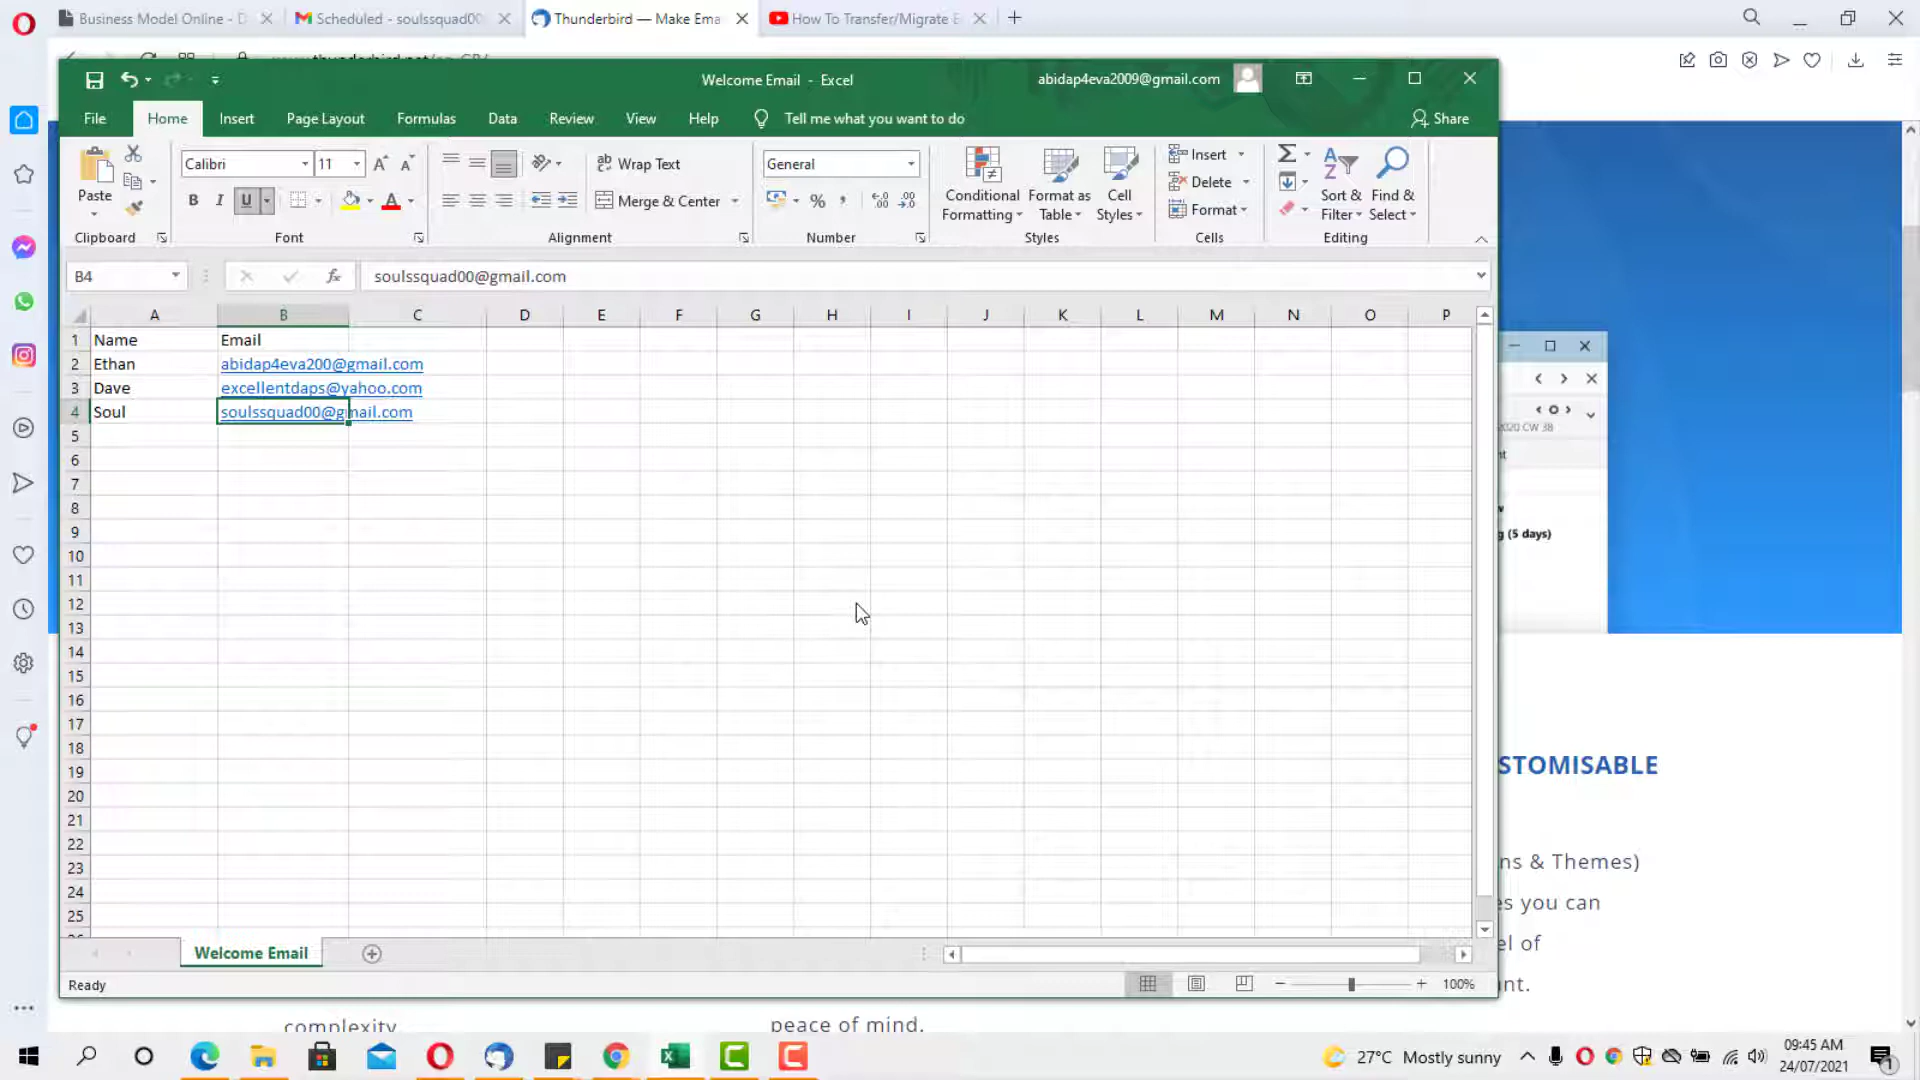 Business Model Online - D
Scheduled - soulssquad00
Thunderbird — Make Ema
How To Transfer/Migrate E
Welcome Email - Excel
abidap4eva2009@gmail.com
File Home Insert Page Layout Formulas Data Review View Help Tell me what you want to do Share
Paste
Clipboard
Calibri 11
B I U
Font
Wrap Text
Merge & Center
Alignment
General
Number
Conditional Formatting
Format as Table
Cell Styles
Styles
Insert
Delete
Format
Cells
Sort & Filter
Find & Select
Editing
B4
fx
soulssquad00@gmail.com
A B C D E F G H I J K L M N O P
1 Name Email
2 Ethan abidap4eva200@gmail.com
3 Dave excellentdaps@yahoo.com
4 Soul soulssquad00@gmail.com
5
6
7
8
9
10
11
12
13
14
15
16
17
18
19
20
21
22
23
24
25
Welcome Email
Ready
100%
2020 CW 38
g (5 days)
STOMISABLE
ns & Themes)
es you can
el of
nt.
complexity
peace of mind.
27°C Mostly sunny
09:45 AM
24/07/2021
1